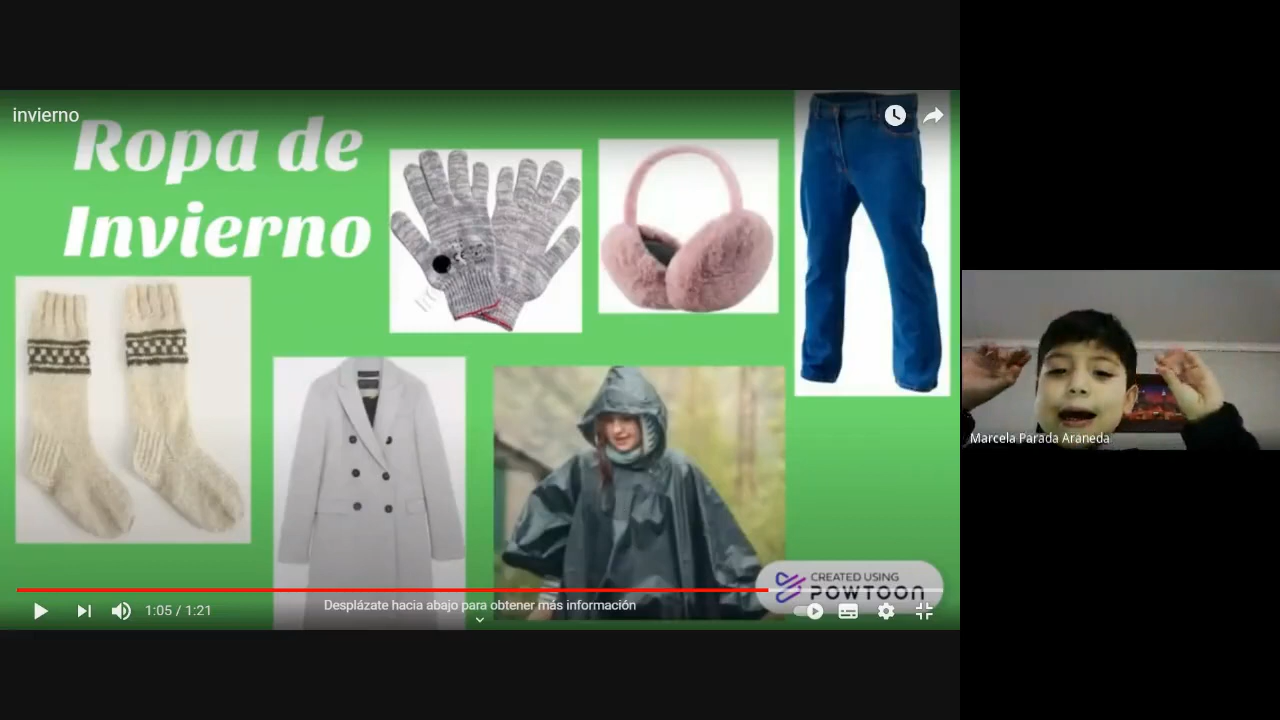 invierno
Ropa de
Invierno
CE
CREATED USING
POWTOON
1:05 / 1:21
Desplázate hacia abajo para obtener más información
Marcela Parada Araneda